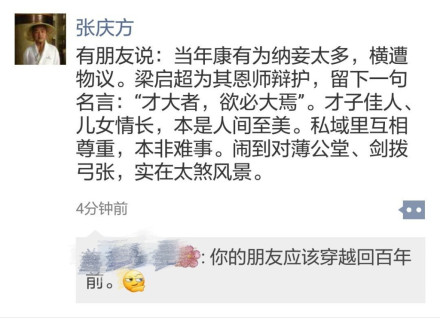 张庆方
有朋友说：当年康有为纳妾太多，横遭
物议。梁启超为其恩师辩护，留下一句
名言：“才大者，欲必大焉”。才子佳人、
儿女情长，本是人间至美。私域里互相
尊重，本非难事。闹到对薄公堂、剑拨
弓张，实在太煞风景。
4分钟前
: 你的朋友应该穿越回百年
前。